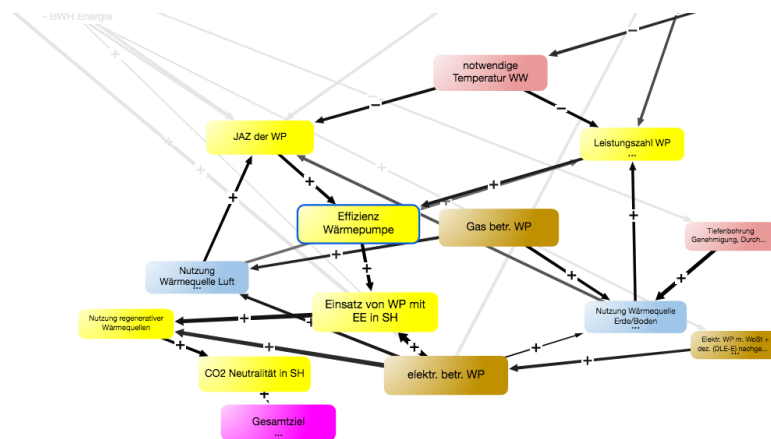 - BWH Energie
notwendige
Temperatur WW
JAZ der WP
Leistungszahl WP
...
Effizienz
Wärmepumpe
Gas betr. WP
Tiefenbohrung
Genehmigung, Durch...
Nutzung
Wärmequelle Luft
...
Einsatz von WP mit
EE in SH
Nutzung regenerativer
Wärmequellen
Nutzung Wärmequelle
Erde/Boden
...
Elektr. WP m. WoSt +
dez. (DLE-E) nachge...
...
CO2 Neutralität in SH
elektr. betr. WP
Gesamtziel
...